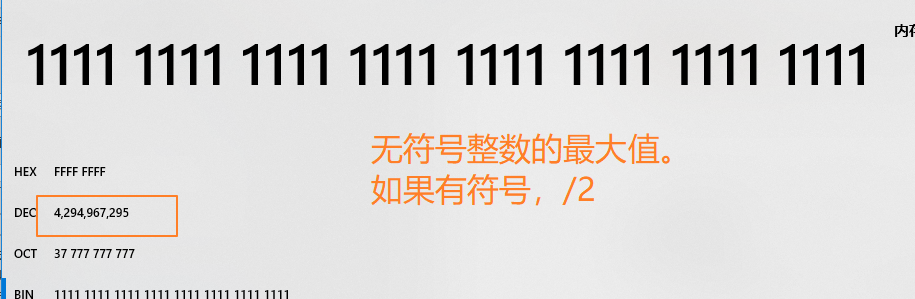 内存
1111 1111 1111 1111 1111 1111 1111 1111
无符号整数的最大值。
如果有符号，/2
HEX FFFF FFFF
DEC 4,294,967,295
OCT 37 777 777 777
BIN 1111 1111 1111 1111 1111 1111 1111 1111